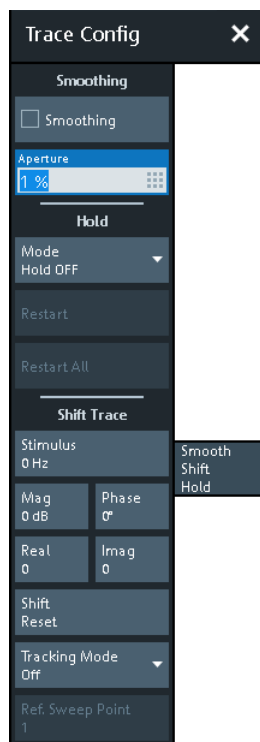 Trace Config
Smoothing
Smoothing
Aperture
1 %
Hold
Mode
Hold OFF
Restart
Restart All
Shift Trace
Stimulus
0 Hz
Mag
0 dB
Phase
0°
Real
0
Imag
0
Shift
Reset
Tracking Mode
Off
Ref. Sweep Point
1
Smooth
Shift
Hold